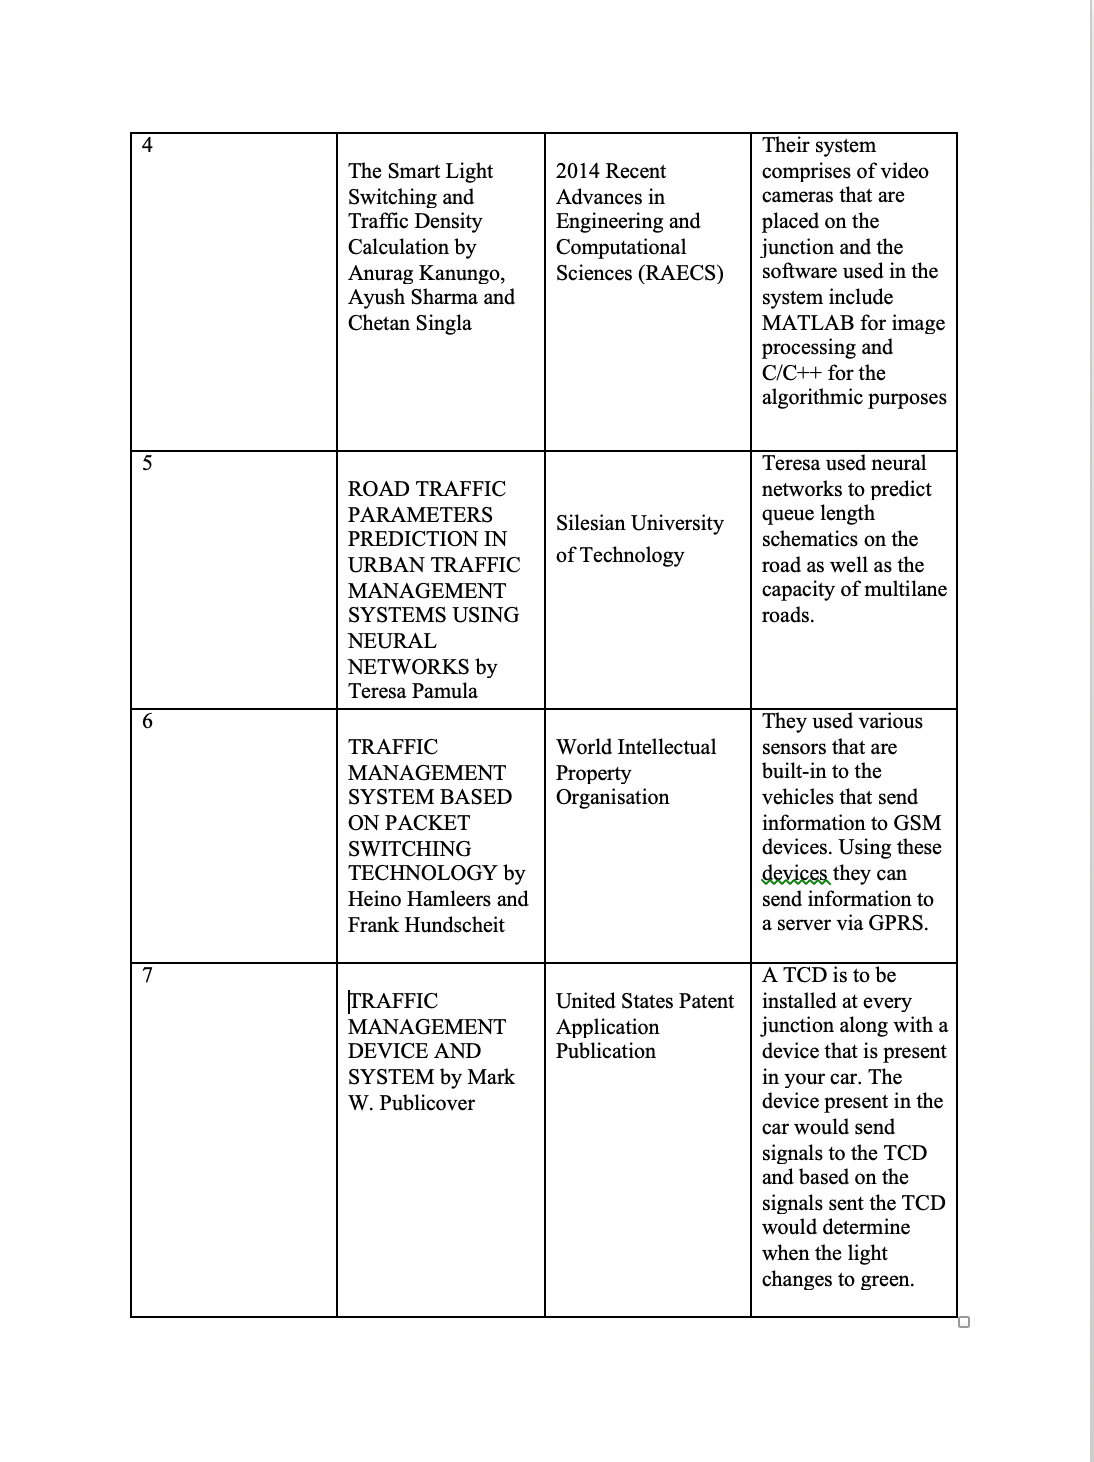 4
The Smart Light
Switching and
Traffic Density
Calculation by
Anurag Kanungo,
Ayush Sharma and
Chetan Singla
2014 Recent
Advances in
Engineering and
Computational
Sciences (RAECS)
Their system
comprises of video
cameras that are
placed on the
junction and the
software used in the
system include
MATLAB for image
processing and
C/C++ for the
algorithmic purposes
5
ROAD TRAFFIC
PARAMETERS
PREDICTION IN
URBAN TRAFFIC
MANAGEMENT
SYSTEMS USING
NEURAL
NETWORKS by
Teresa Pamula
Silesian University
of Technology
Teresa used neural
networks to predict
queue length
schematics on the
road as well as the
capacity of multilane
roads.
6
TRAFFIC
MANAGEMENT
SYSTEM BASED
ON PACKET
SWITCHING
TECHNOLOGY by
Heino Hamleers and
Frank Hundscheit
World Intellectual
Property
Organisation
They used various
sensors that are
built-in to the
vehicles that send
information to GSM
devices. Using these
devices they can
send information to
a server via GPRS.
7
TRAFFIC
MANAGEMENT
DEVICE AND
SYSTEM by Mark
W. Publicover
United States Patent
Application
Publication
A TCD is to be
installed at every
junction along with a
device that is present
in your car. The
device present in the
car would send
signals to the TCD
and based on the
signals sent the TCD
would determine
when the light
changes to green.